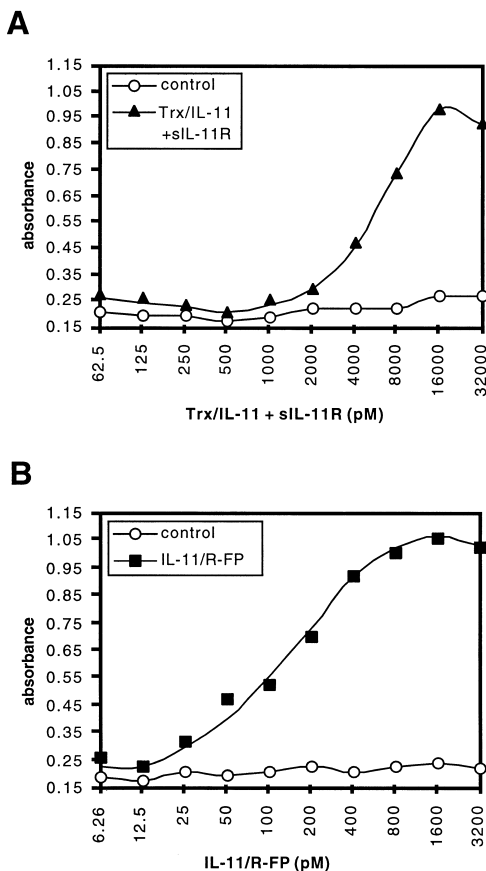 A
1.15
1.05
0.95
0.85
0.75
0.65
0.55
0.45
0.35
0.25
0.15
absorbance
control
Trx/IL-11
+sIL-11R
62.5 125 250 500 1000 2000 4000 8000 16000 32000
Trx/IL-11 + sIL-11R (pM)
B
1.15
1.05
0.95
0.85
0.75
0.65
0.55
0.45
0.35
0.25
0.15
absorbance
control
IL-11/R-FP
6.26 12.5 25 50 100 200 400 800 1600 3200
IL-11/R-FP (pM)